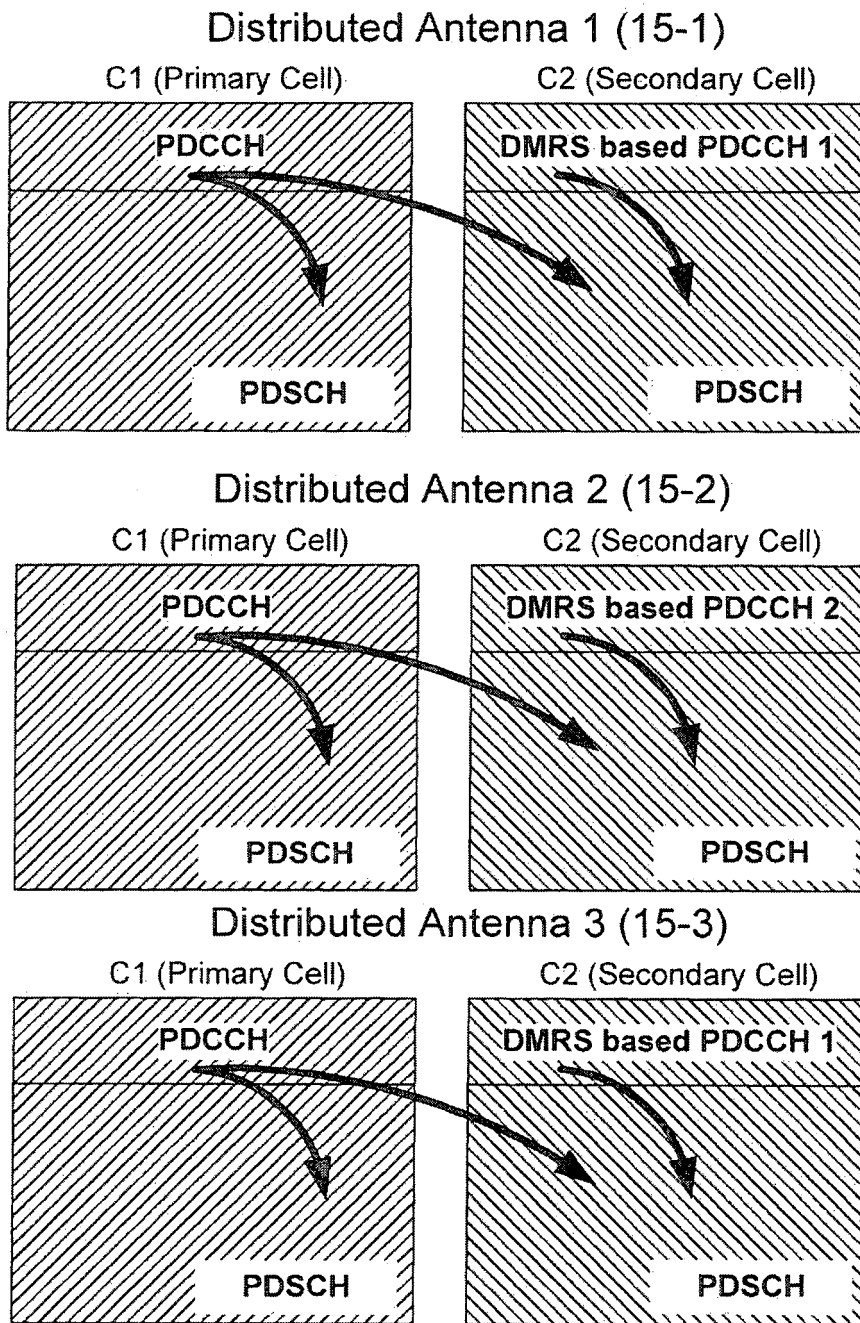 Distributed Antenna 1 (15-1)
C1 (Primary Cell)
C2 (Secondary Cell)
PDCCH
DMRS based PDCCH 1
PDSCH
PDSCH
Distributed Antenna 2 (15-2)
C1 (Primary Cell)
C2 (Secondary Cell)
PDCCH
DMRS based PDCCH 2
PDSCH
PDSCH
Distributed Antenna 3 (15-3)
C1 (Primary Cell)
C2 (Secondary Cell)
PDCCH
DMRS based PDCCH 1
PDSCH
PDSCH